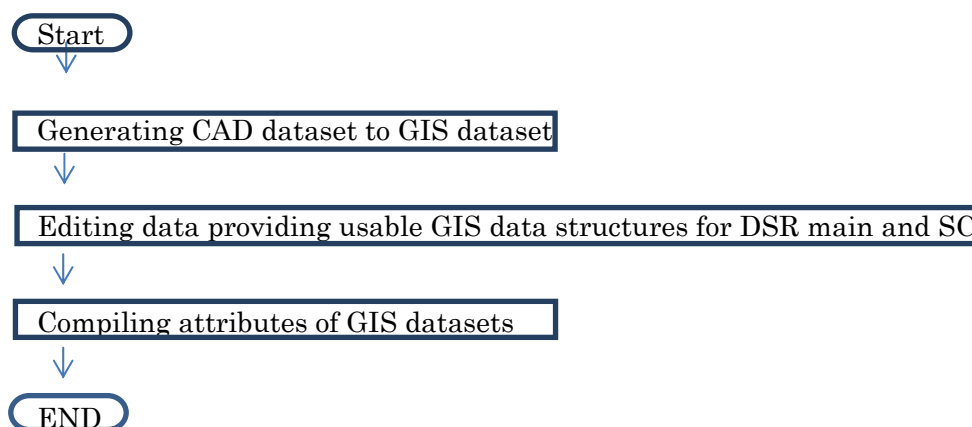 Start
Generating CAD dataset to GIS dataset
Editing data providing usable GIS data structures for DSR main and SC
Compiling attributes of GIS datasets
END